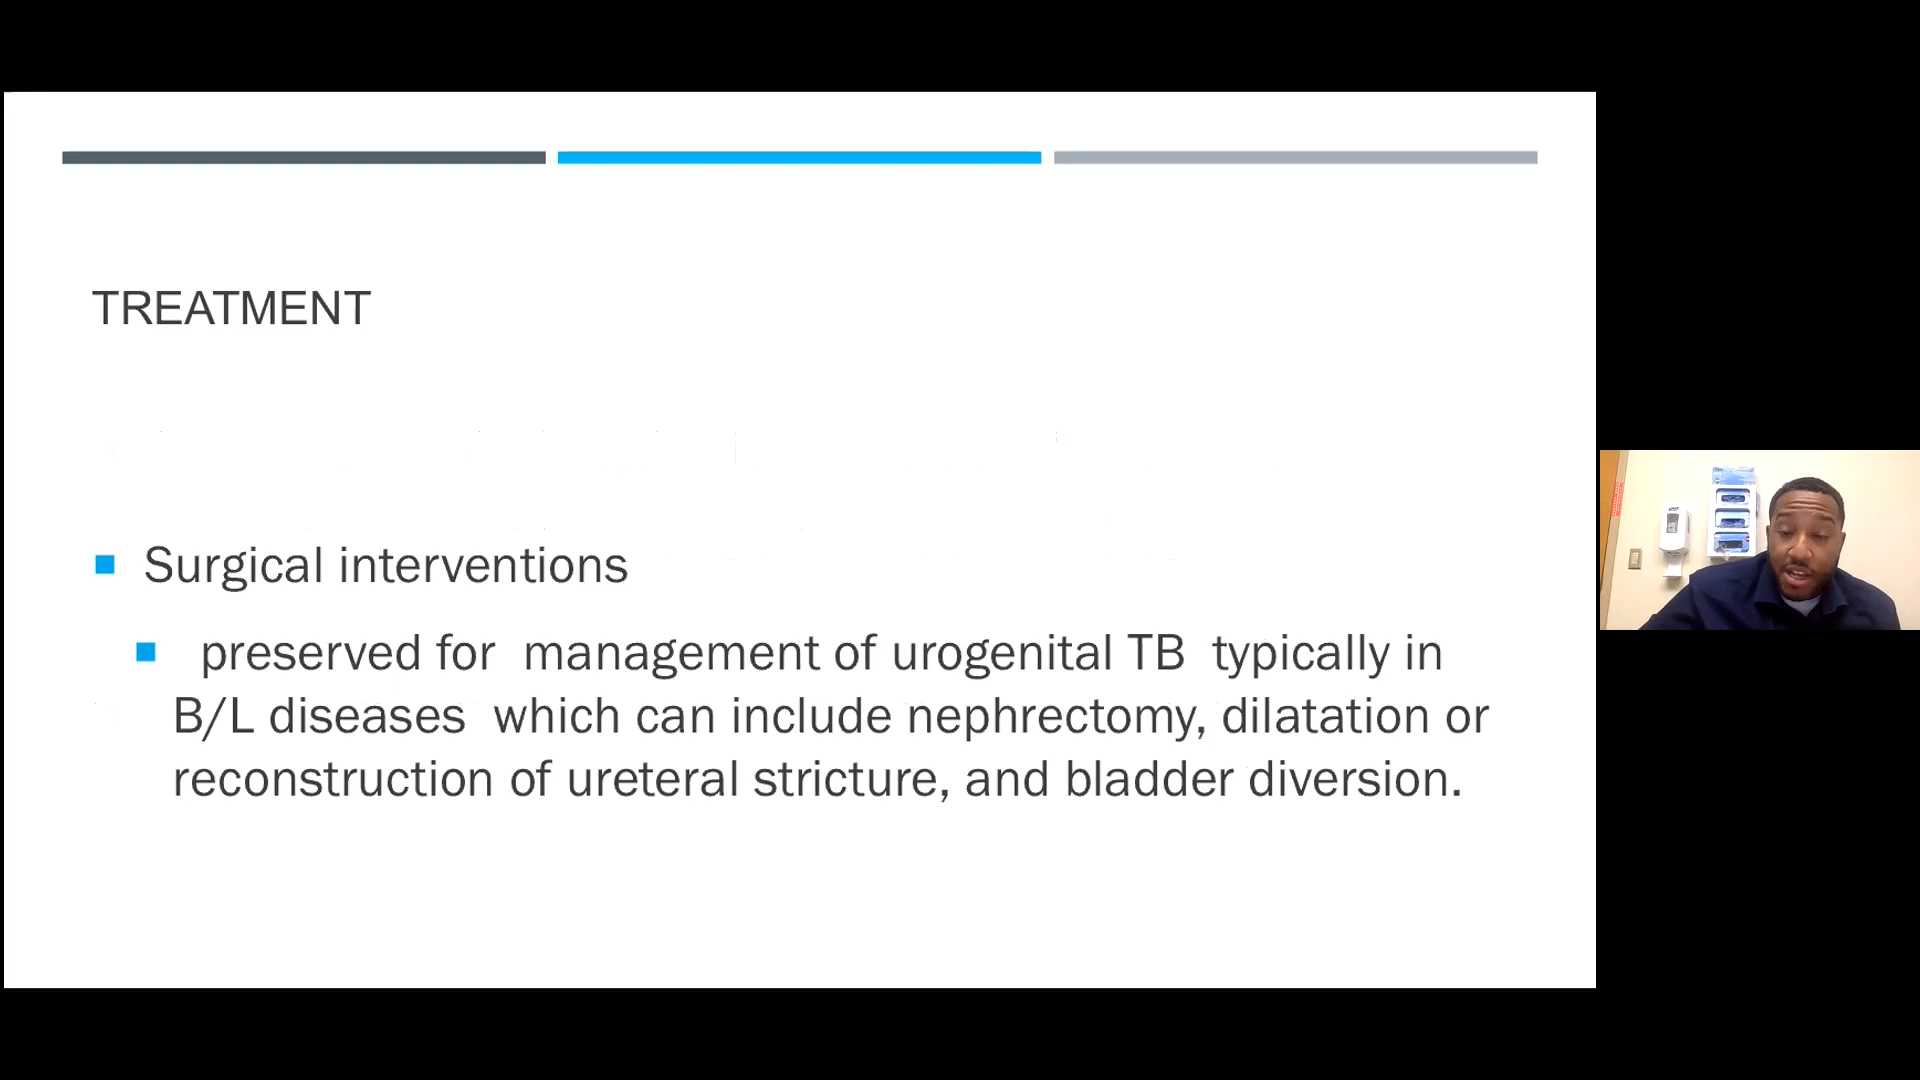 TREATMENT
Surgical interventions
preserved for management of urogenital TB typically in
B/L diseases which can include nephrectomy, dilatation or
reconstruction of ureteral stricture, and bladder diversion.